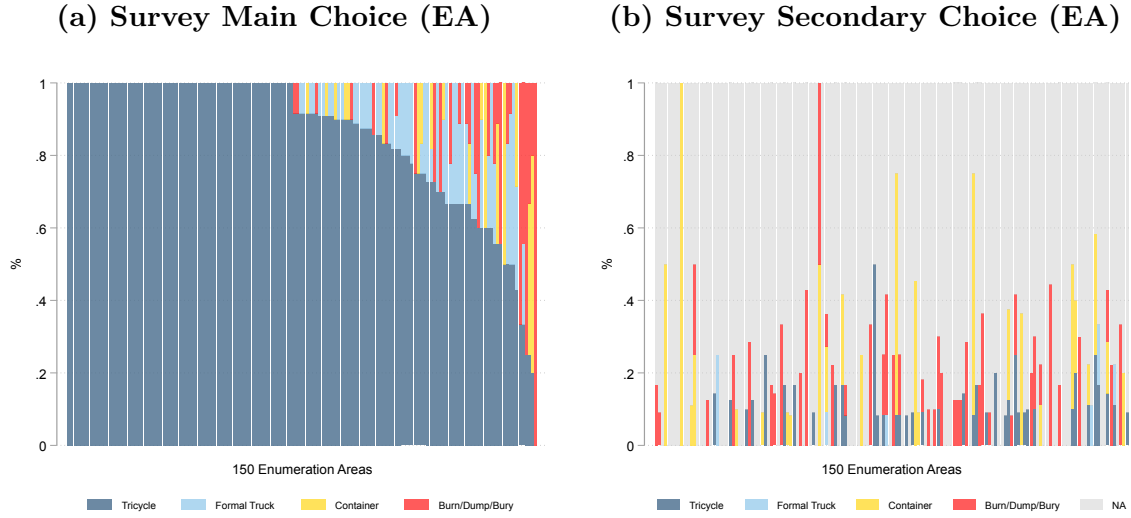 (a) Survey Main Choice (EA)
1
.8
.6
.4
.2
0
%
150 Enumeration Areas
Tricycle Formal Truck Container Burn/Dump/Bury
(b) Survey Secondary Choice (EA)
1
.8
.6
.4
.2
0
%
150 Enumeration Areas
Tricycle Formal Truck Container Burn/Dump/Bury NA